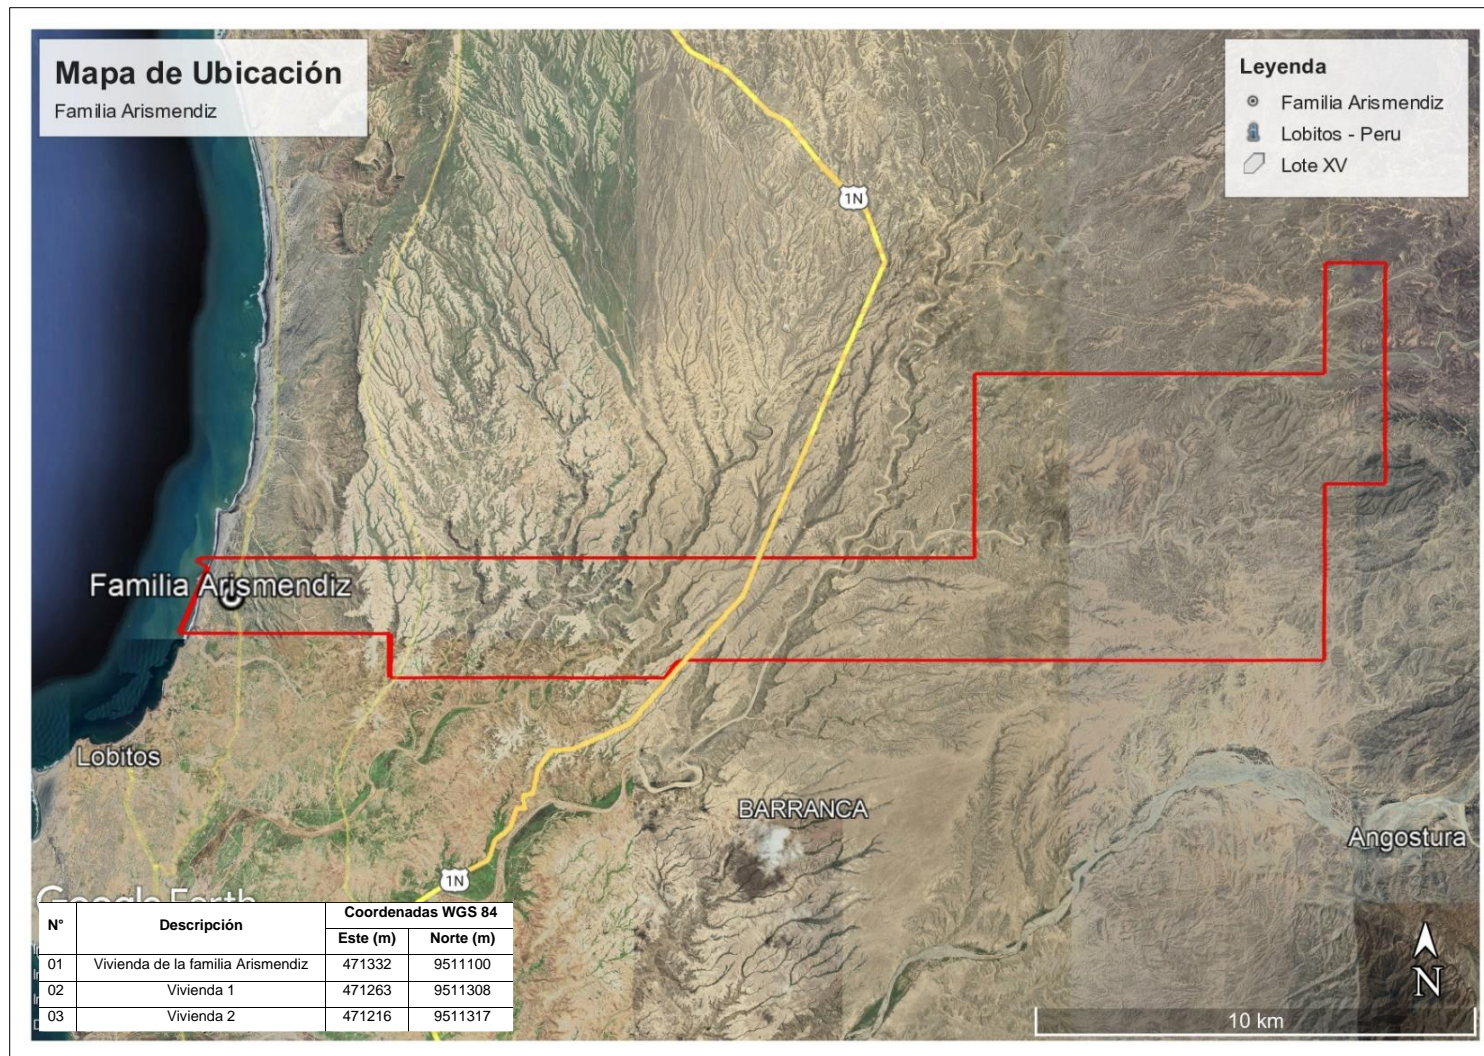 Mapa de Ubicación
Familia Arismendiz
Leyenda
Familia Arismendiz
Lobitos - Peru
Lote XV
1N
Familia Arismendiz
Lobitos
BARRANCA
Angostura
1N
Google Earth
N° Descripción Coordenadas WGS 84
Este (m) Norte (m)
01 Vivienda de la familia Arismendiz 471332 9511100
02 Vivienda 1 471263 9511308
03 Vivienda 2 471216 9511317
N
10 km